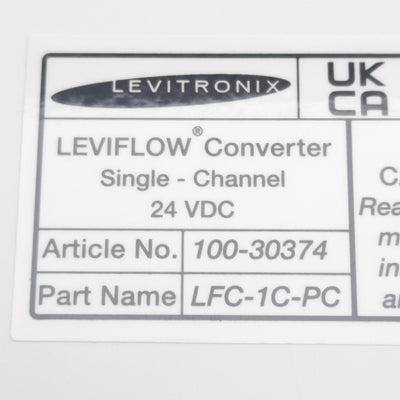 LEVITRONIX
UK
CA
LEVIFLOW® Converter
Single - Channel
24 VDC
Article No. 100-30374
Part Name LFC-1C-PC